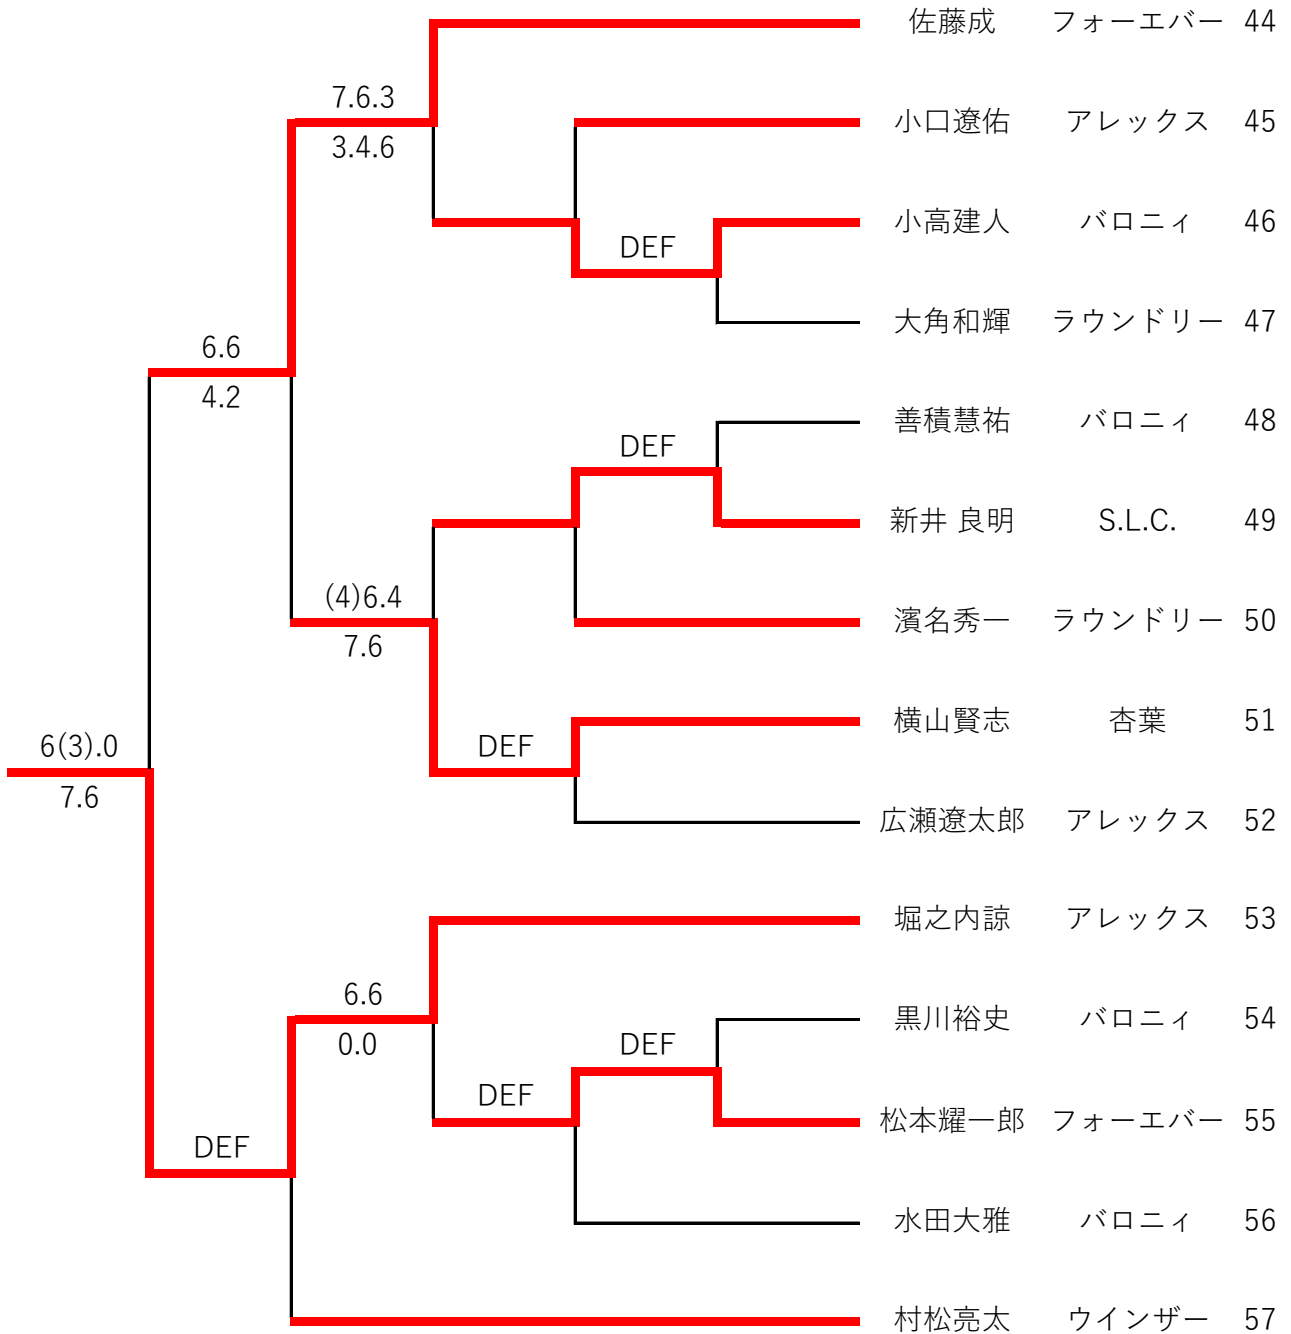 佐藤成 フォーエバー 44
7.6.3
小口遼佑 アレックス 45
3.4.6
小高建人 バロニィ 46
DEF
大角和輝 ラウンドリー 47
6.6
4.2
善積慧祐 バロニィ 48
DEF
新井 良明 S.L.C. 49
(4)6.4
濱名秀一 ラウンドリー 50
7.6
横山賢志 杏葉 51
6(3).0
DEF
7.6
広瀬遼太郎 アレックス 52
堀之内諒 アレックス 53
6.6
黒川裕史 バロニィ 54
0.0
DEF
DEF
松本耀一郎 フォーエバー 55
DEF
水田大雅 バロニィ 56
村松亮太 ウインザー 57